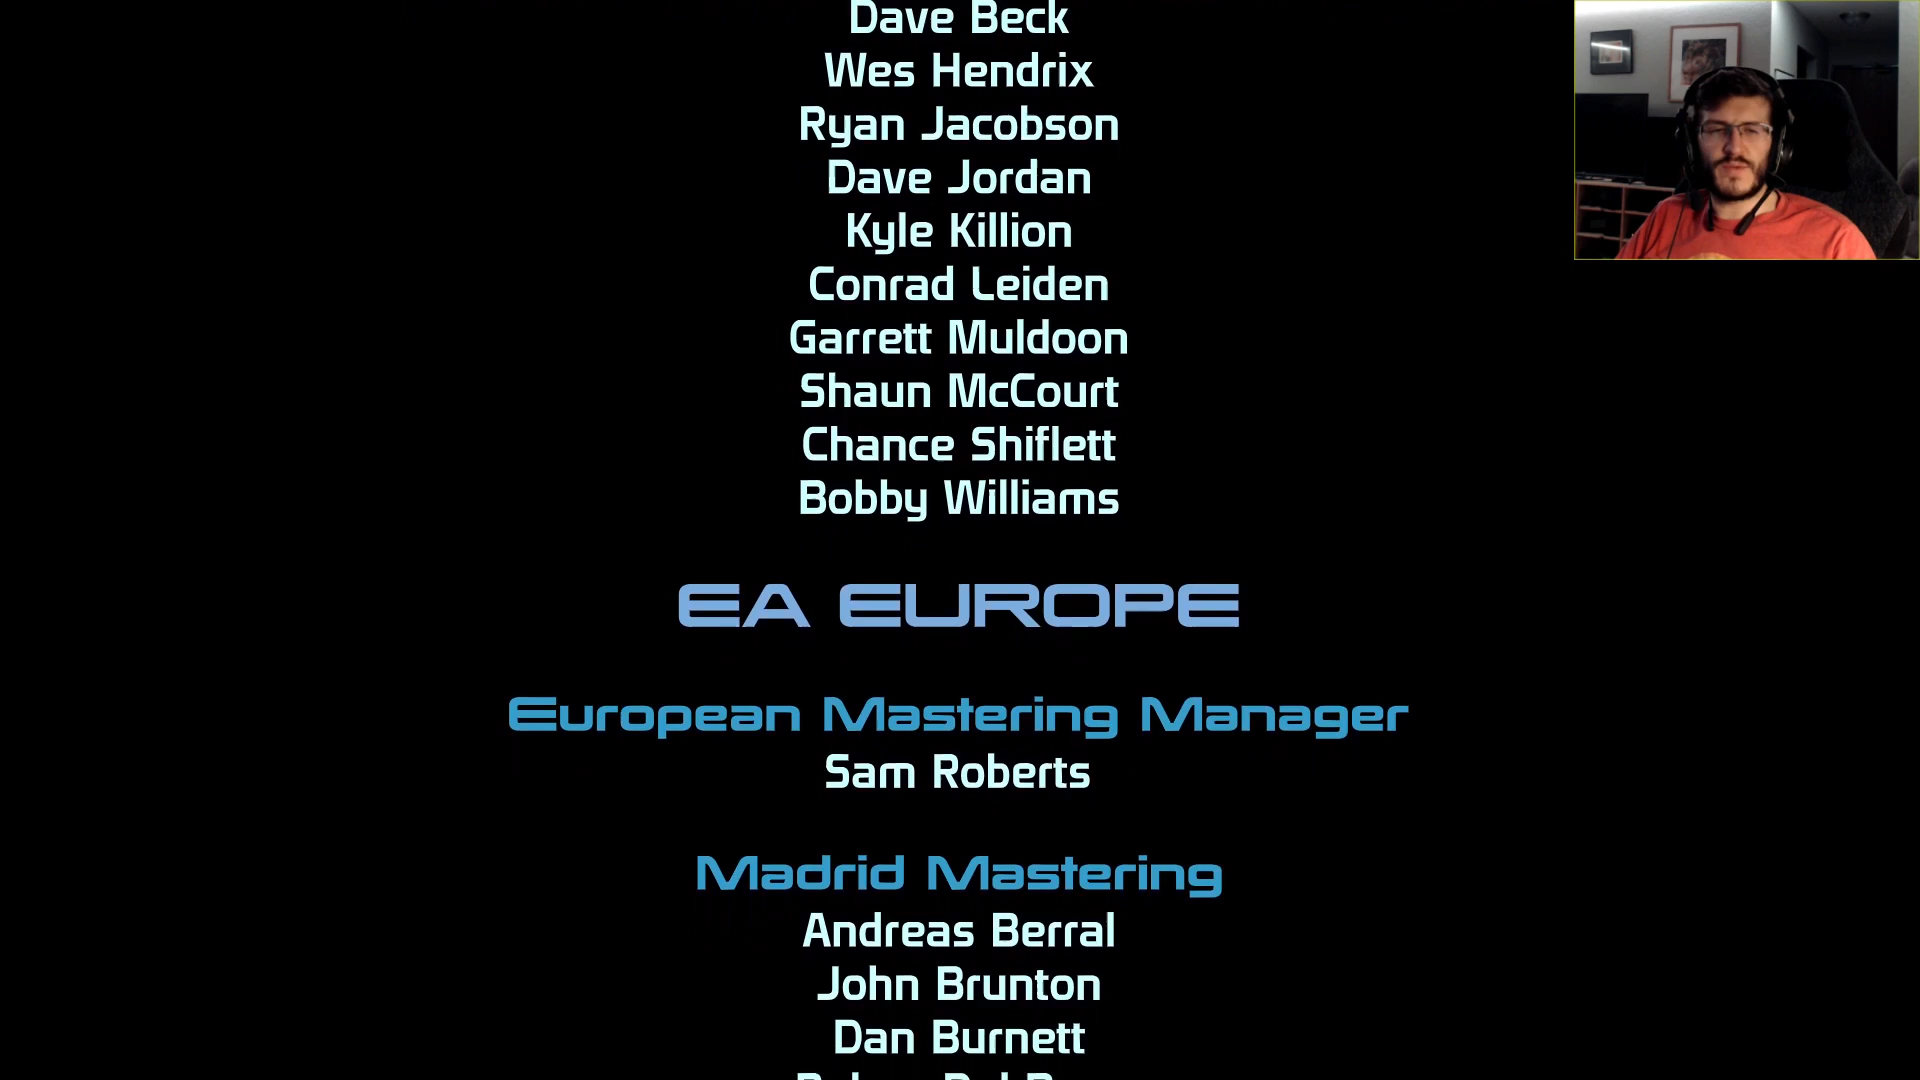 Dave Beck
Wes Hendrix
Ryan Jacobson
Dave Jordan
Kyle Killion
Conrad Leiden
Garrett Muldoon
Shaun McCourt
Chance Shiflett
Bobby Williams
EA EUROPE
European Mastering Manager
Sam Roberts
Madrid Mastering
Andreas Berral
John Brunton
Dan Burnett